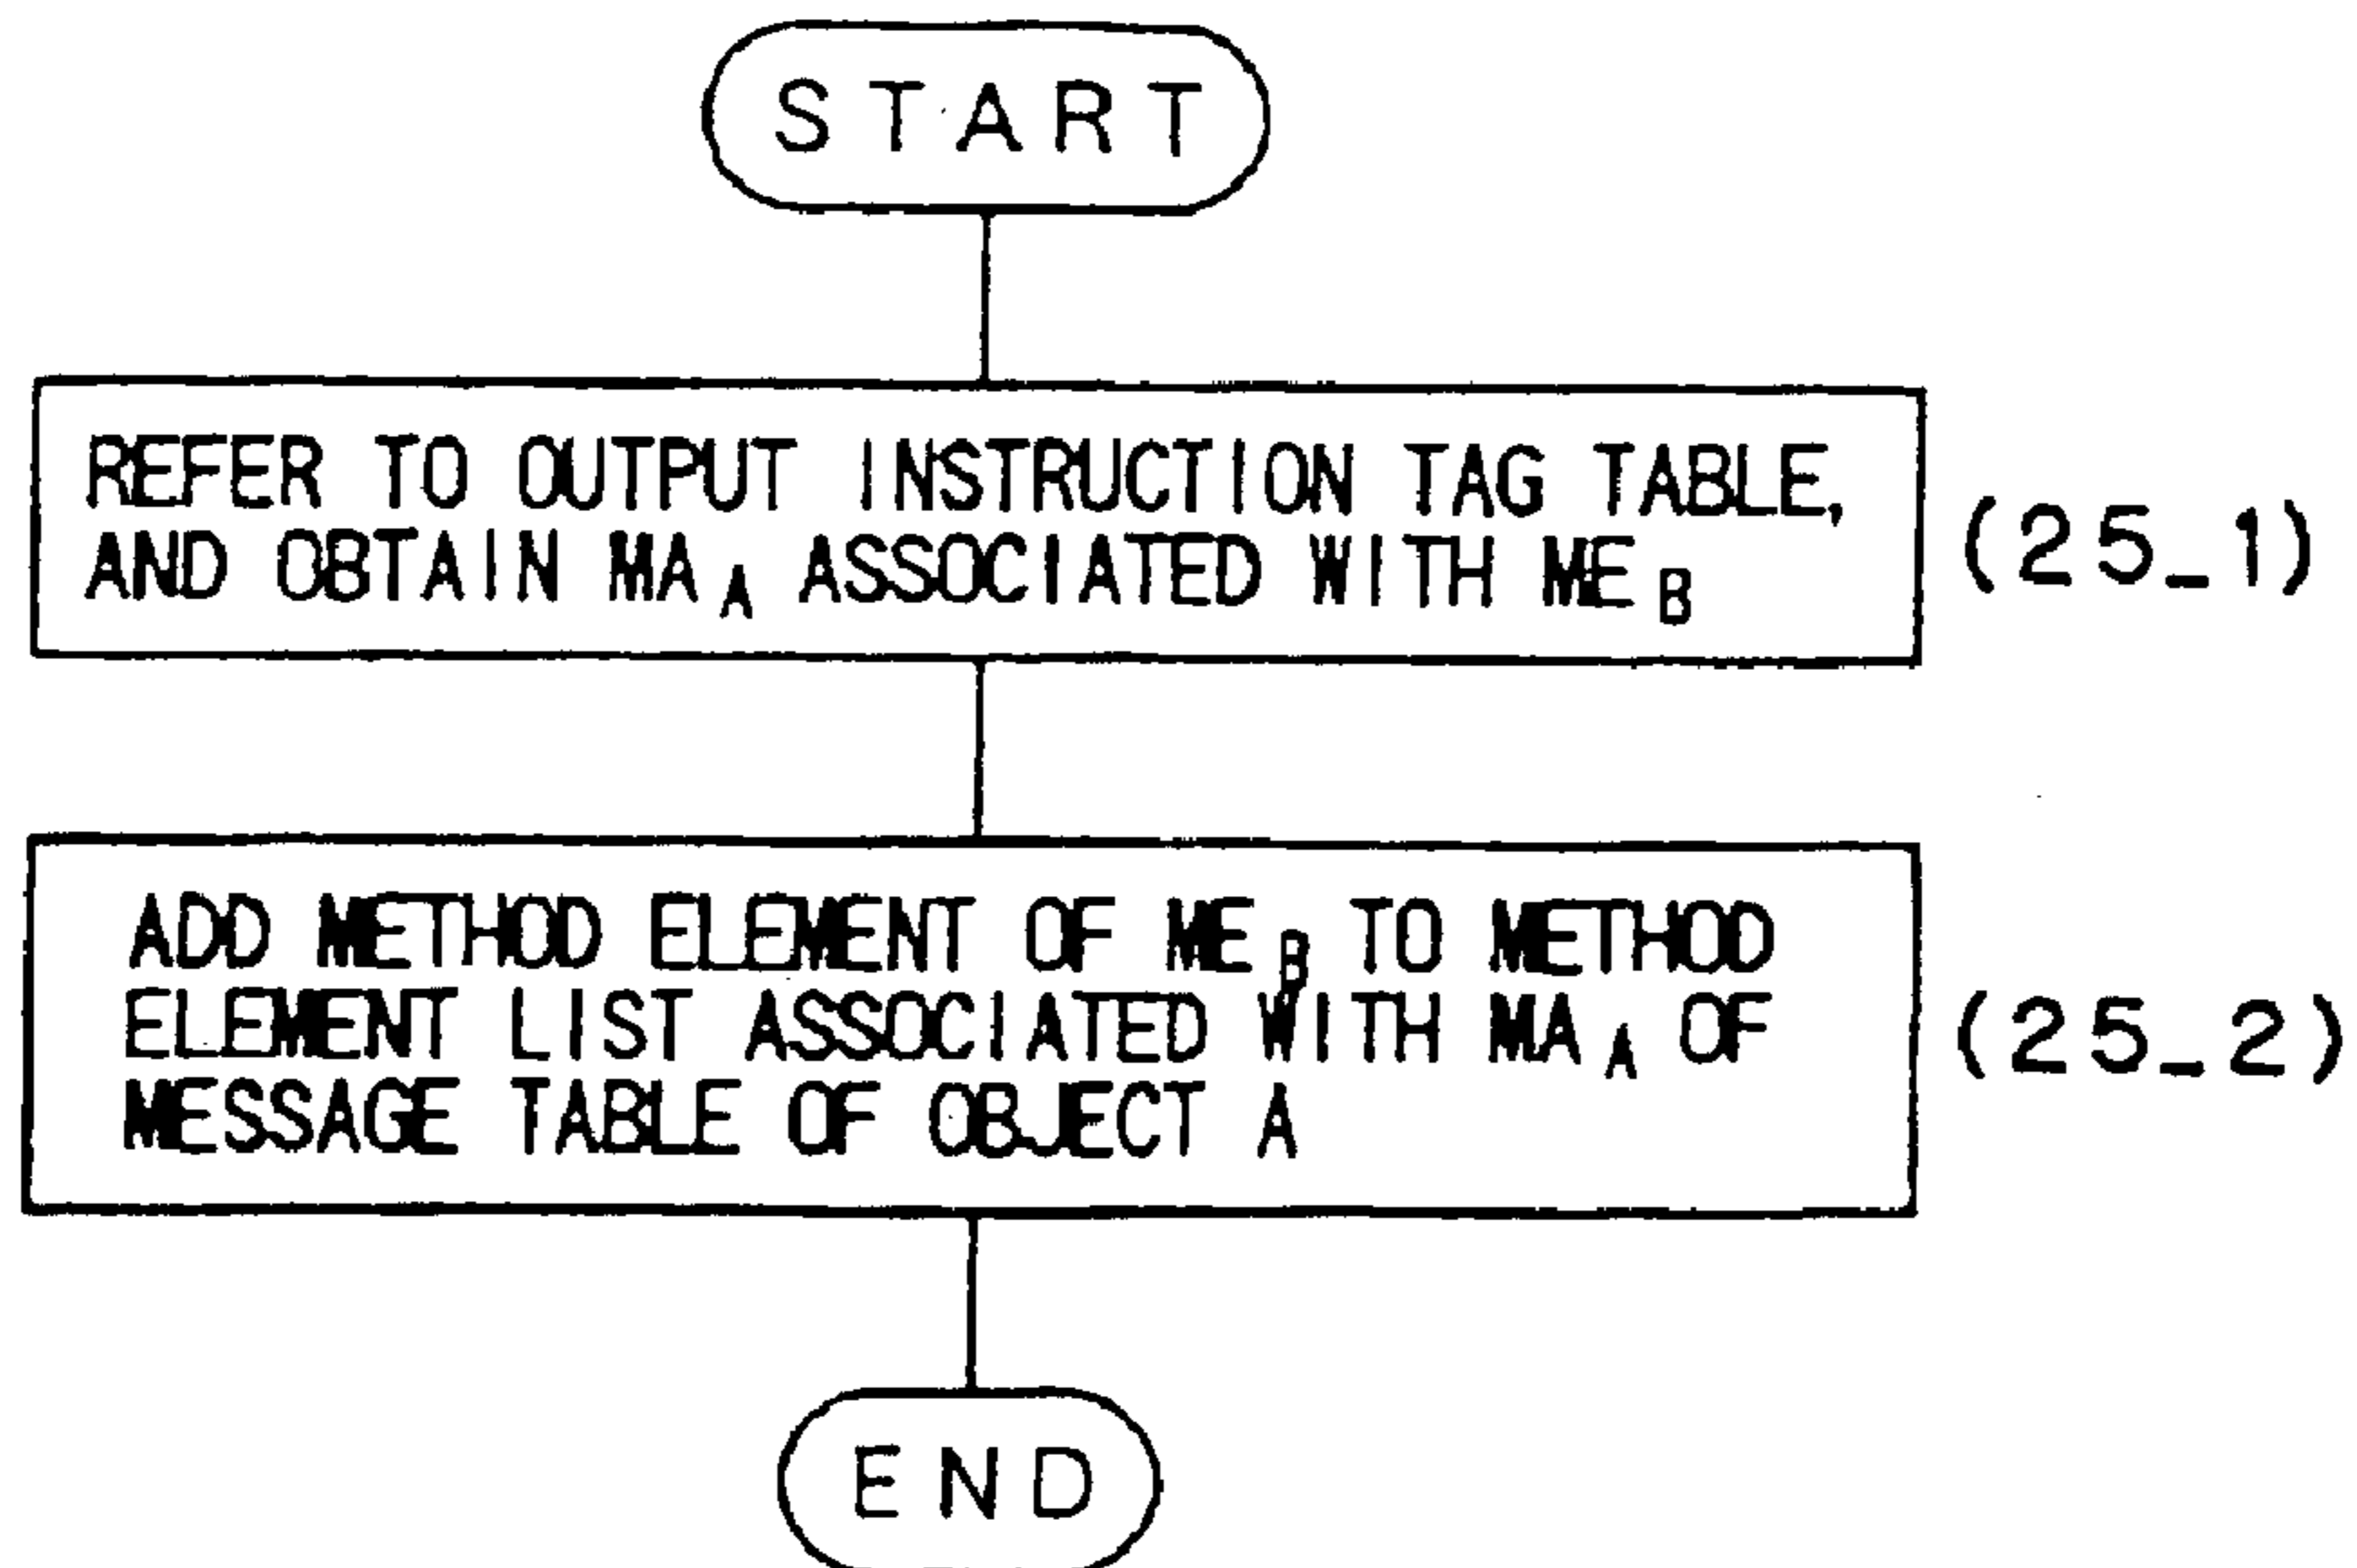 START
REFER TO OUTPUT INSTRUCTION TAG TABLE,
AND OBTAIN MA A ASSOCIATED WITH ME B
(25_1)
ADD METHOD ELEMENT OF ME B TO METHOD
ELEMENT LIST ASSOCIATED WITH MA A OF
MESSAGE TABLE OF OBJECT A
(25_2)
END